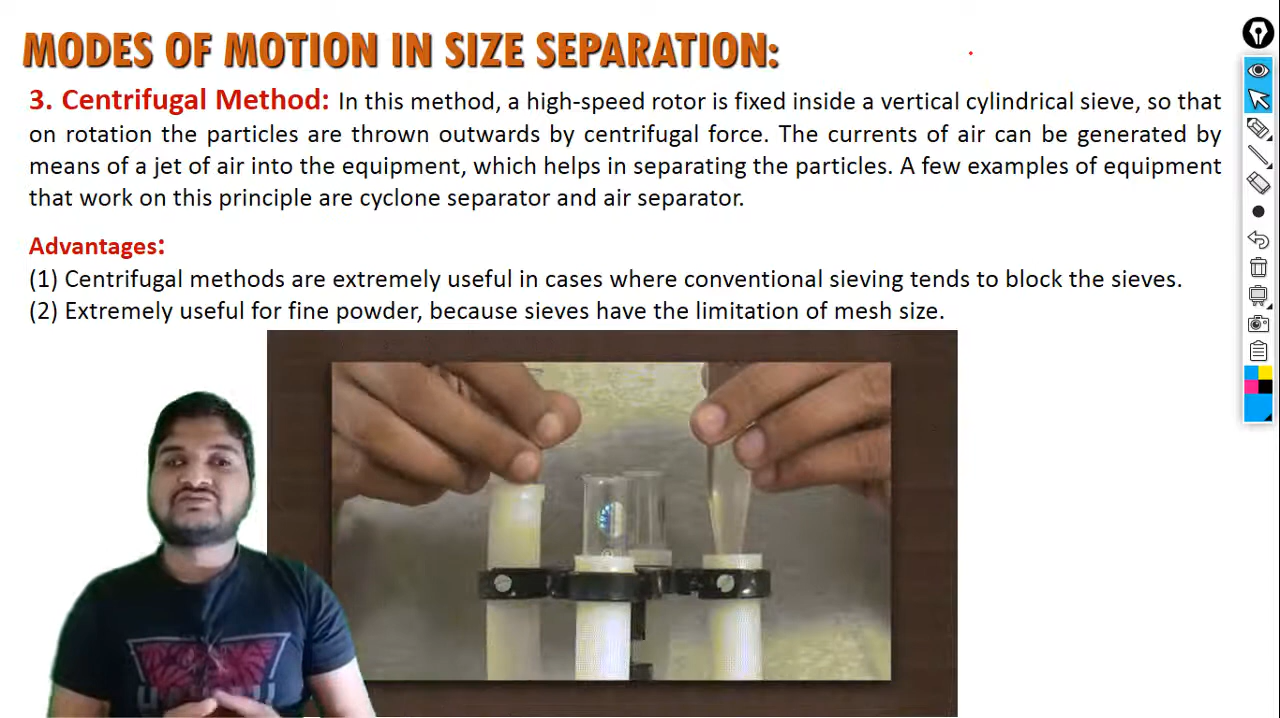 MODES OF MOTION IN SIZE SEPARATION:
3. Centrifugal Method: In this method, a high-speed rotor is fixed inside a vertical cylindrical sieve, so that
on rotation the particles are thrown outwards by centrifugal force. The currents of air can be generated by
means of a jet of air into the equipment, which helps in separating the particles. A few examples of equipment
that work on this principle are cyclone separator and air separator.
Advantages:
(1) Centrifugal methods are extremely useful in cases where conventional sieving tends to block the sieves.
(2) Extremely useful for fine powder, because sieves have the limitation of mesh size.